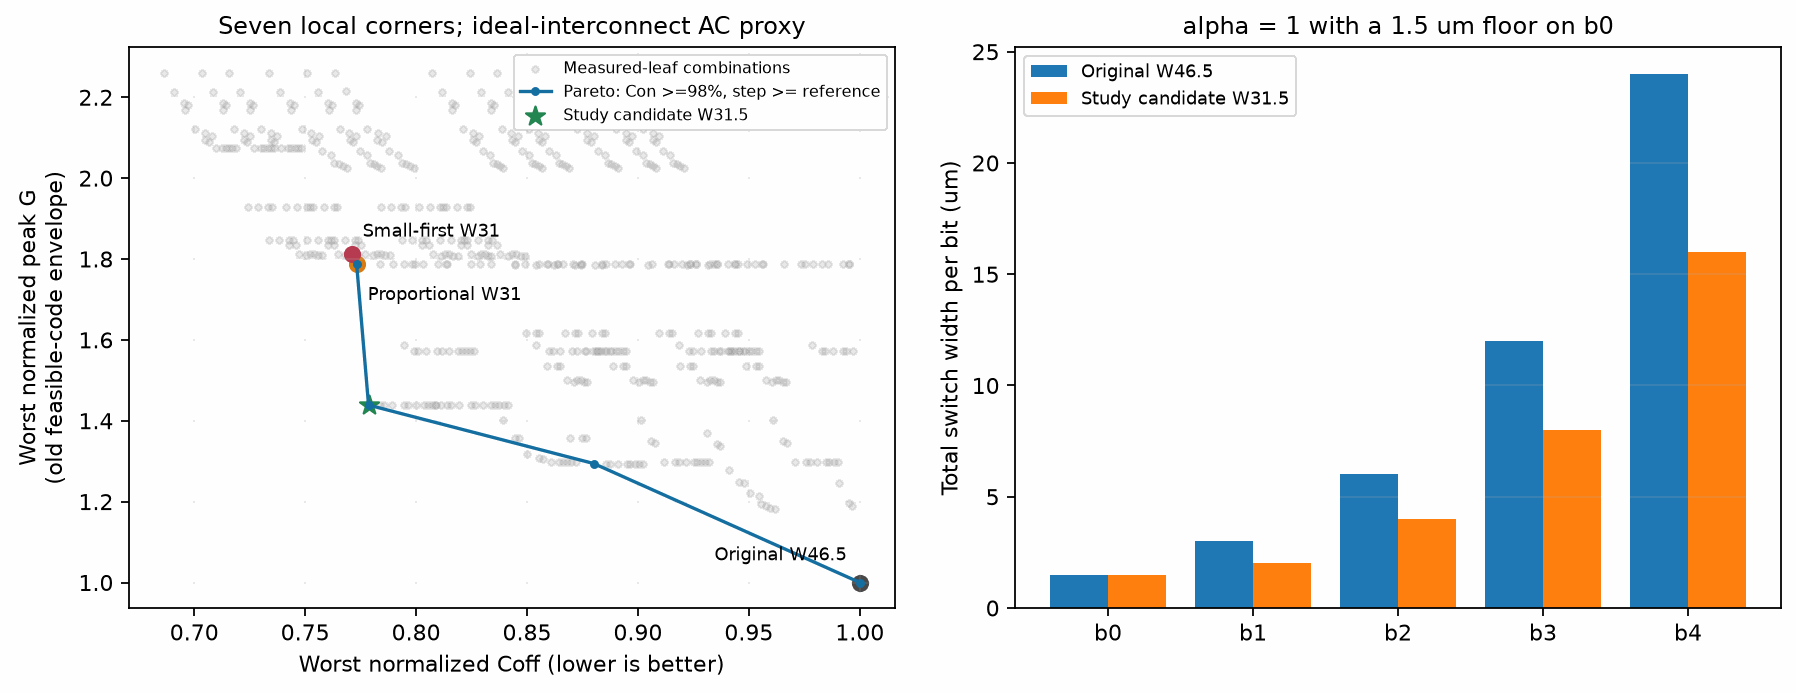 Seven local corners; ideal-interconnect AC proxy
Measured-leaf combinations
Pareto: Con >=98%, step >= reference
Study candidate W31.5
Small-first W31
Proportional W31
Original W46.5
Worst normalized peak G
(old feasible-code envelope)
2.2
2.0
1.8
1.6
1.4
1.2
1.0
0.70 0.75 0.80 0.85 0.90 0.95 1.00
Worst normalized Coff (lower is better)
alpha = 1 with a 1.5 um floor on b0
Original W46.5
Study candidate W31.5
Total switch width per bit (um)
25
20
15
10
5
0
b0 b1 b2 b3 b4